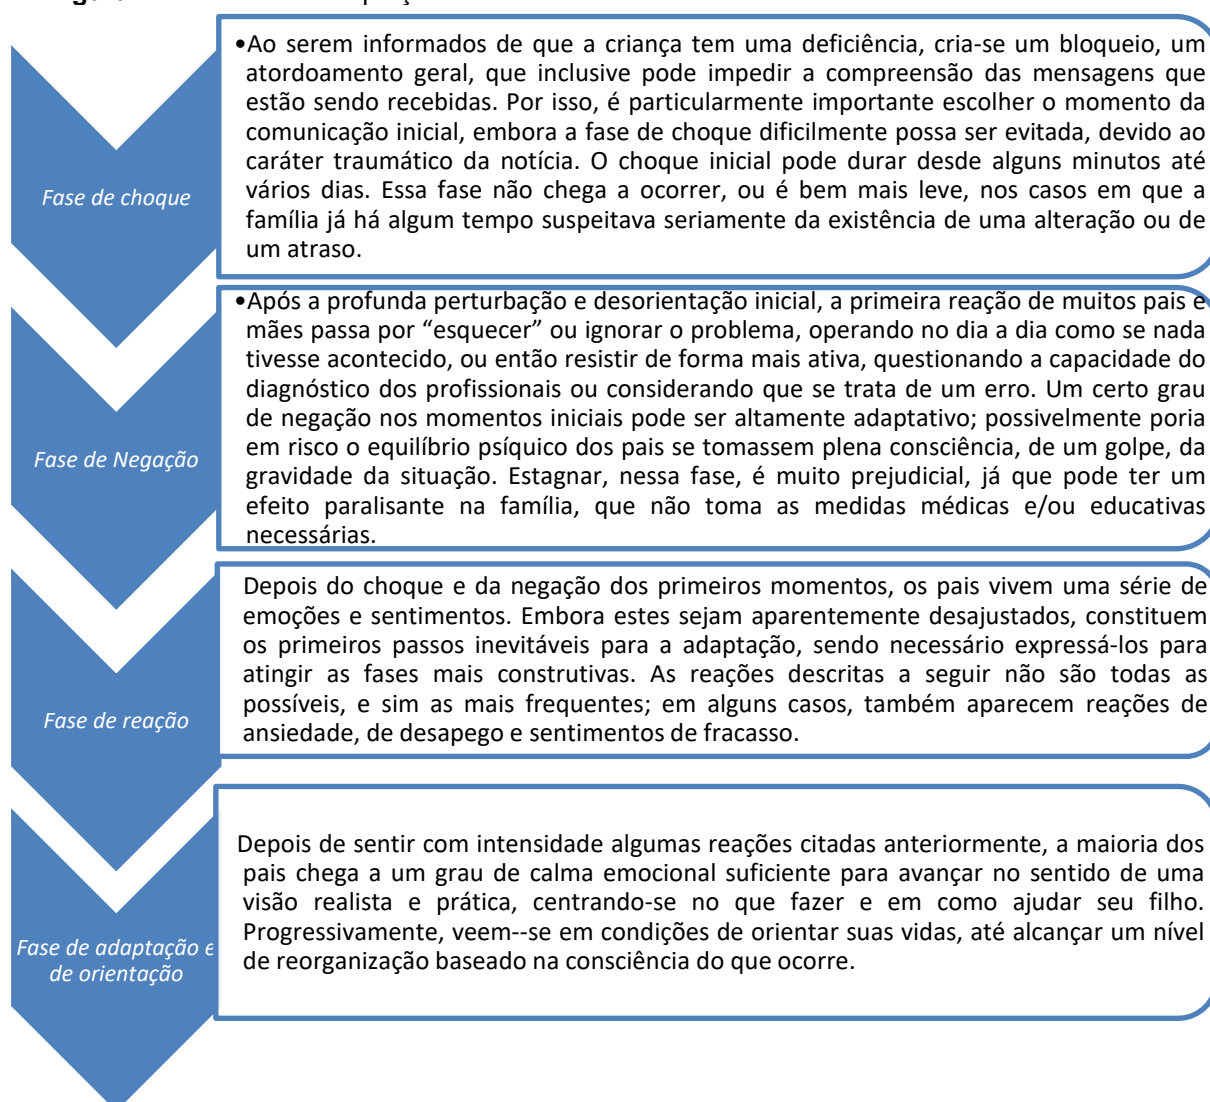 Fase de choque
•Ao serem informados de que a criança tem uma deficiência, cria-se um bloqueio, um
atordoamento geral, que inclusive pode impedir a compreensão das mensagens que
estão sendo recebidas. Por isso, é particularmente importante escolher o momento da
comunicação inicial, embora a fase de choque dificilmente possa ser evitada, devido ao
caráter traumático da notícia. O choque inicial pode durar desde alguns minutos até
vários dias. Essa fase não chega a ocorrer, ou é bem mais leve, nos casos em que a
família já há algum tempo suspeitava seriamente da existência de uma alteração ou de
um atraso.
Fase de Negação
•Após a profunda perturbação e desorientação inicial, a primeira reação de muitos pais e
mães passa por “esquecer” ou ignorar o problema, operando no dia a dia como se nada
tivesse acontecido, ou então resistir de forma mais ativa, questionando a capacidade do
diagnóstico dos profissionais ou considerando que se trata de um erro. Um certo grau
de negação nos momentos iniciais pode ser altamente adaptativo; possivelmente poria
em risco o equilíbrio psíquico dos pais se tomassem plena consciência, de um golpe, da
gravidade da situação. Estagnar, nessa fase, é muito prejudicial, já que pode ter um
efeito paralisante na família, que não toma as medidas médicas e/ou educativas
necessárias.
Fase de reação
Depois do choque e da negação dos primeiros momentos, os pais vivem uma série de
emoções e sentimentos. Embora estes sejam aparentemente desajustados, constituem
os primeiros passos inevitáveis para a adaptação, sendo necessário expressá-los para
atingir as fases mais construtivas. As reações descritas a seguir não são todas as
possíveis, e sim as mais frequentes; em alguns casos, também aparecem reações de
ansiedade, de desapego e sentimentos de fracasso.
Fase de adaptação e
de orientação
Depois de sentir com intensidade algumas reações citadas anteriormente, a maioria dos
pais chega a um grau de calma emocional suficiente para avançar no sentido de uma
visão realista e prática, centrando-se no que fazer e em como ajudar seu filho.
Progressivamente, veem--se em condições de orientar suas vidas, até alcançar um nível
de reorganização baseado na consciência do que ocorre.